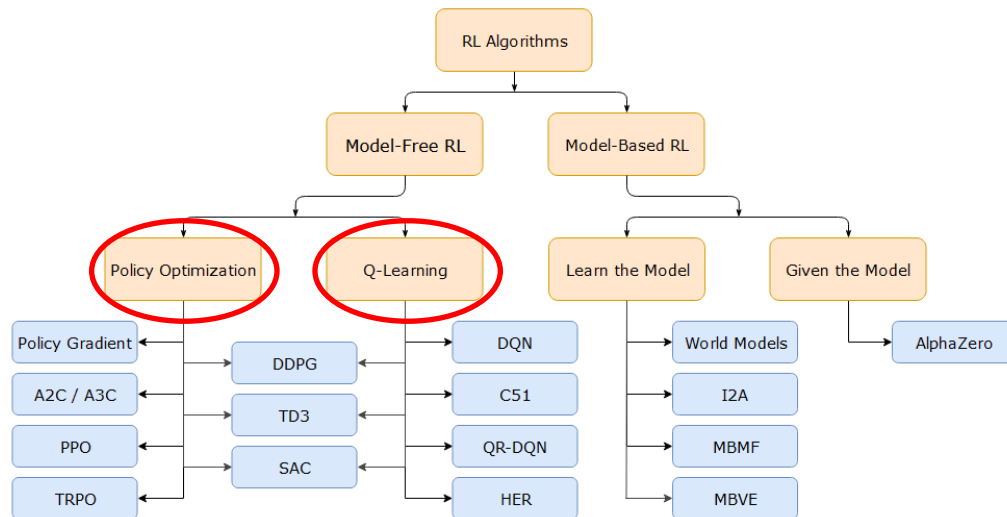 RL Algorithms
Model-Free RL
Model-Based RL
Policy Optimization
Q-Learning
Learn the Model
Given the Model
Policy Gradient
DDPG
DQN
World Models
AlphaZero
A2C / A3C
TD3
C51
I2A
PPO
SAC
QR-DQN
MBMF
TRPO
HER
MBVE